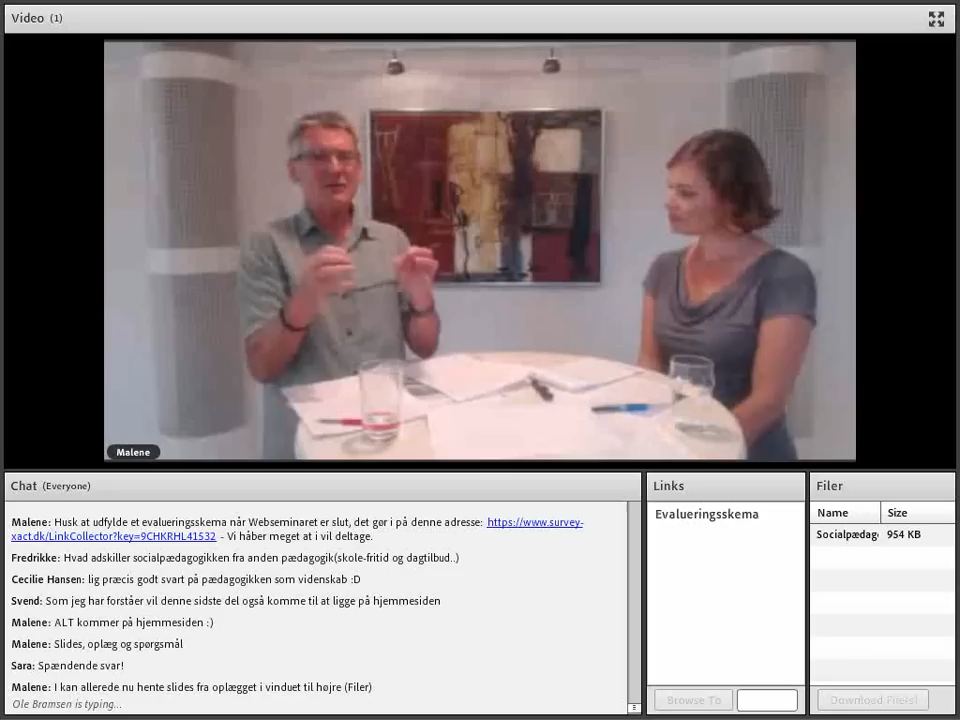 Video (1)
Malene
Chat (Everyone)
Malene: Husk at udfylde et evalueringsskema når Webseminaret er slut, det gør i på denne adresse: https://www.survey-
xact.dk/LinkCollector?key=9CHKRHL41532 - Vi håber meget at i vil deltage.
Fredrikke: Hvad adskiller socialpædagogikken fra anden pædagogik(skole-fritid og dagtilbud..)
Cecilie Hansen: lig præcis godt svart på pædagogikken som videnskab :D
Svend: Som jeg har forståer vil denne sidste del også komme til at ligge på hjemmesiden
Malene: ALT kommer på hjemmesiden :)
Malene: Slides, oplæg og spørgsmål
Sara: Spændende svar!
Malene: I kan allerede nu hente slides fra oplægget i vinduet til højre (Filer)
Ole Bramsen is typing...
Links
Evalueringsskema
Browse To
Filer
Name Size
Socialpædag 954 KB
Download File(s)